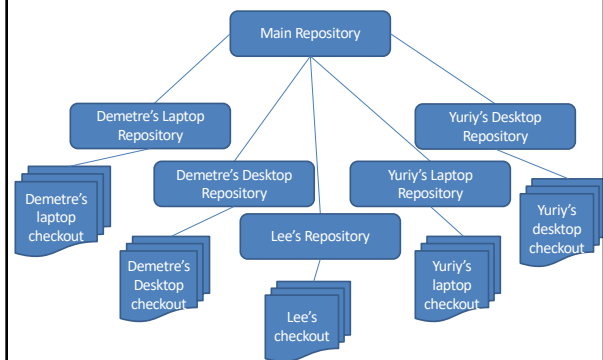 Main Repository
Demetre's Laptop
Repository
Yuriy's Desktop
Repository
Demetre's Desktop
Repository
Yuriy's Laptop
Repository
Demetre's
laptop
checkout
Yuriy's
desktop
checkout
Lee's Repository
Demetre's
Desktop
checkout
Yuriy's
laptop
checkout
Lee's
checkout